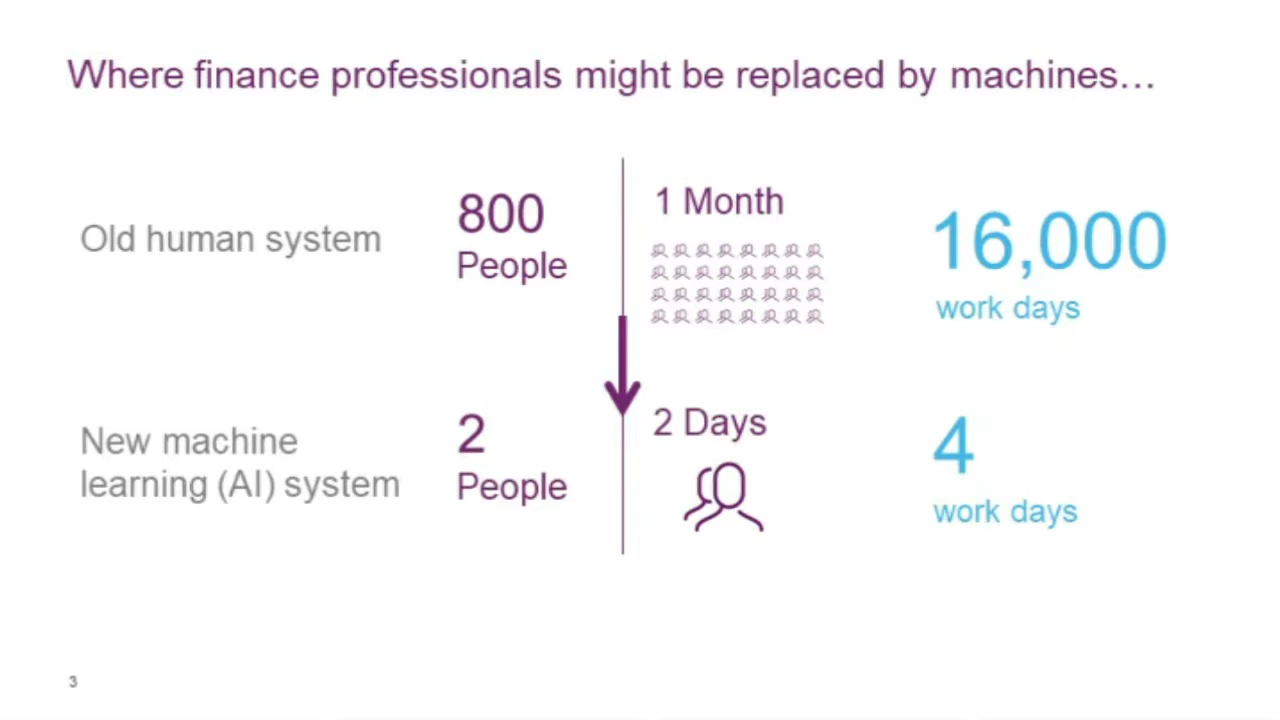 Where finance professionals might be replaced by machines…
Old human system
800
People
1 Month
16,000
work days
New machine
learning (AI) system
2
People
2 Days
4
work days
3